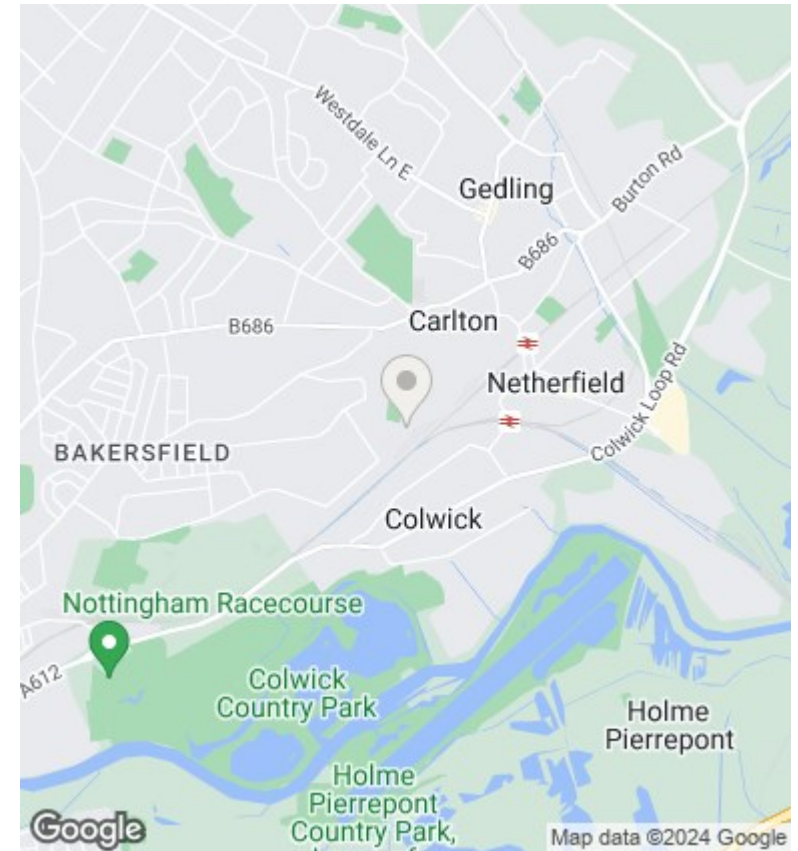 Westdale Ln E
Gedling
Burton Rd
B686
B686
Carlton
Netherfield
Colwick Loop Rd
BAKERSFIELD
Colwick
Nottingham Racecourse
A612
Colwick
Country Park
Holme
Pierrepont
Holme
Pierrepont
Country Park,
Google
Map data ©2024 Google